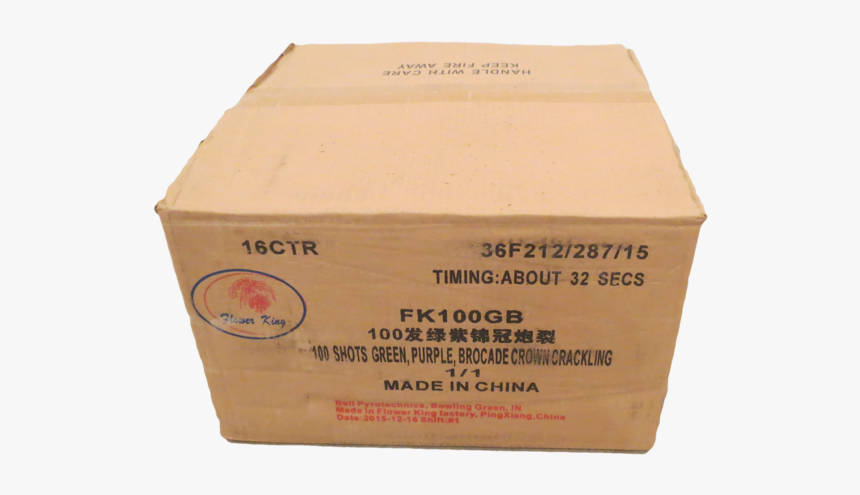 HANDLE WITH CARE
KEEP FIRE AWAY
16CTR 36F212/287/15
TIMING:ABOUT 32 SECS
Flower King
FK100GB
100发绿紫锦冠炮裂
100 SHOTS GREEN, PURPLE, BROCADE CROWN CRACKLING
1/1
MADE IN CHINA
Bell Pyrotechnics, Bowling Green, IN
Made in Flower King factory, PingXiang,China
Date:2015-12-16 Shift:#1